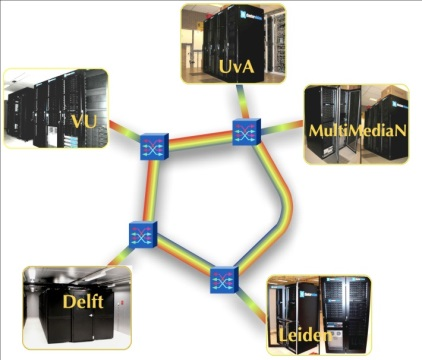 UvA
VU
MultiMediaN
Delft
Leiden